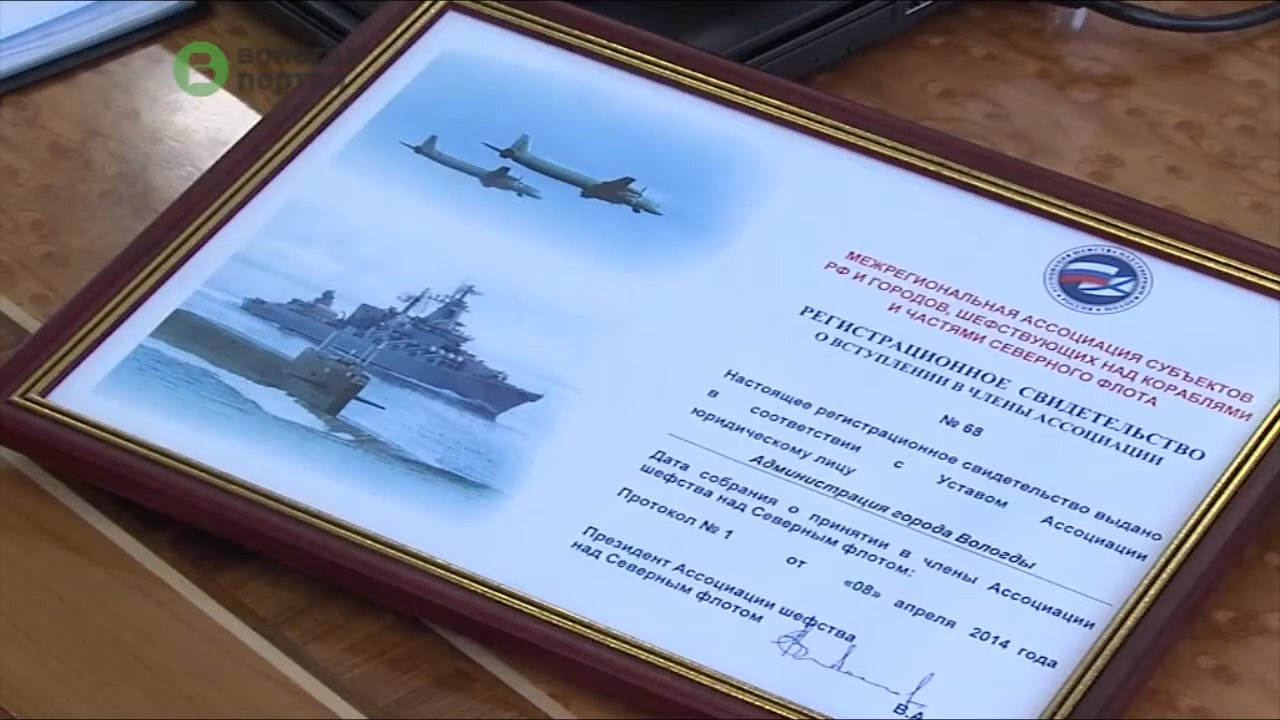 МЕЖРЕГИОНАЛЬНАЯ АССОЦИАЦИЯ СУБЪЕКТОВ
РФ И ГОРОДОВ, ШЕФСТВУЮЩИХ НАД КОРАБЛЯМИ
И ЧАСТЯМИ СЕВЕРНОГО ФЛОТА
РЕГИСТРАЦИОННОЕ СВИДЕТЕЛЬСТВО
О ВСТУПЛЕНИИ В ЧЛЕНЫ АССОЦИАЦИИ
№ 68
Настоящее регистрационное свидетельство выдано
в соответствии с Уставом Ассоциации
юридическому лицу
Администрация города Вологды
Дата собрания о принятии в члены Ассоциации
шефства над Северным флотом:
Протокол № 1 от «08» апреля 2014 года
Президент Ассоциации шефства
над Северным флотом
В.А